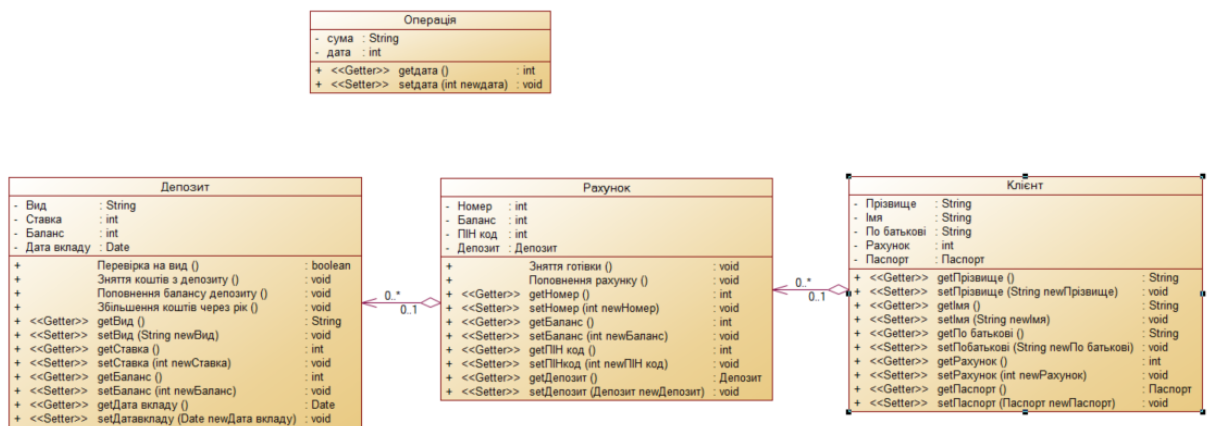 Операція
- сума : String
- дата : int
+ <<Getter>> getдата () : int
+ <<Setter>> setдата (int newдата) : void
Депозит
- Вид : String
- Ставка : int
- Баланс : int
- Дата вкладу : Date
+ Перевірка на вид () : boolean
+ Зняття коштів з депозиту () : void
+ Поповнення балансу депозиту () : void
+ Збільшення коштів через рік () : void
+ <<Getter>> getВид () : String
+ <<Setter>> setВид (String newВид) : void
+ <<Getter>> getСтавка () : int
+ <<Setter>> setСтавка (int newСтавка) : void
+ <<Getter>> getБаланс () : int
+ <<Setter>> setБаланс (int newБаланс) : void
+ <<Getter>> getДата вкладу () : Date
+ <<Setter>> setДатавкладу (Date newДата вкладу) : void
0..*
0..1
Рахунок
- Номер : int
- Баланс : int
- ПІН код : int
- Депозит : Депозит
+ Зняття готівки () : void
+ Поповнення рахунку () : void
+ <<Getter>> getНомер () : int
+ <<Setter>> setНомер (int newНомер) : void
+ <<Getter>> getБаланс () : int
+ <<Setter>> setБаланс (int newБаланс) : void
+ <<Getter>> getПІН код () : int
+ <<Setter>> setПІНкод (int newПІН код) : void
+ <<Getter>> getДепозит () : Депозит
+ <<Setter>> setДепозит (Депозит newДепозит) : void
0..*
0..1
Клієнт
- Прізвище : String
- Імя : String
- По батькові : String
- Рахунок : int
- Паспорт : Паспорт
+ <<Getter>> getПрізвище () : String
+ <<Setter>> setПрізвище (String newПрізвище) : void
+ <<Getter>> getІмя () : String
+ <<Setter>> setІмя (String newІмя) : void
+ <<Getter>> getПо батькові () : String
+ <<Setter>> setПобатькові (String newПо батькові) : void
+ <<Getter>> getРахунок () : int
+ <<Setter>> setРахунок (int newРахунок) : void
+ <<Getter>> getПаспорт () : Паспорт
+ <<Setter>> setПаспорт (Паспорт newПаспорт) : void